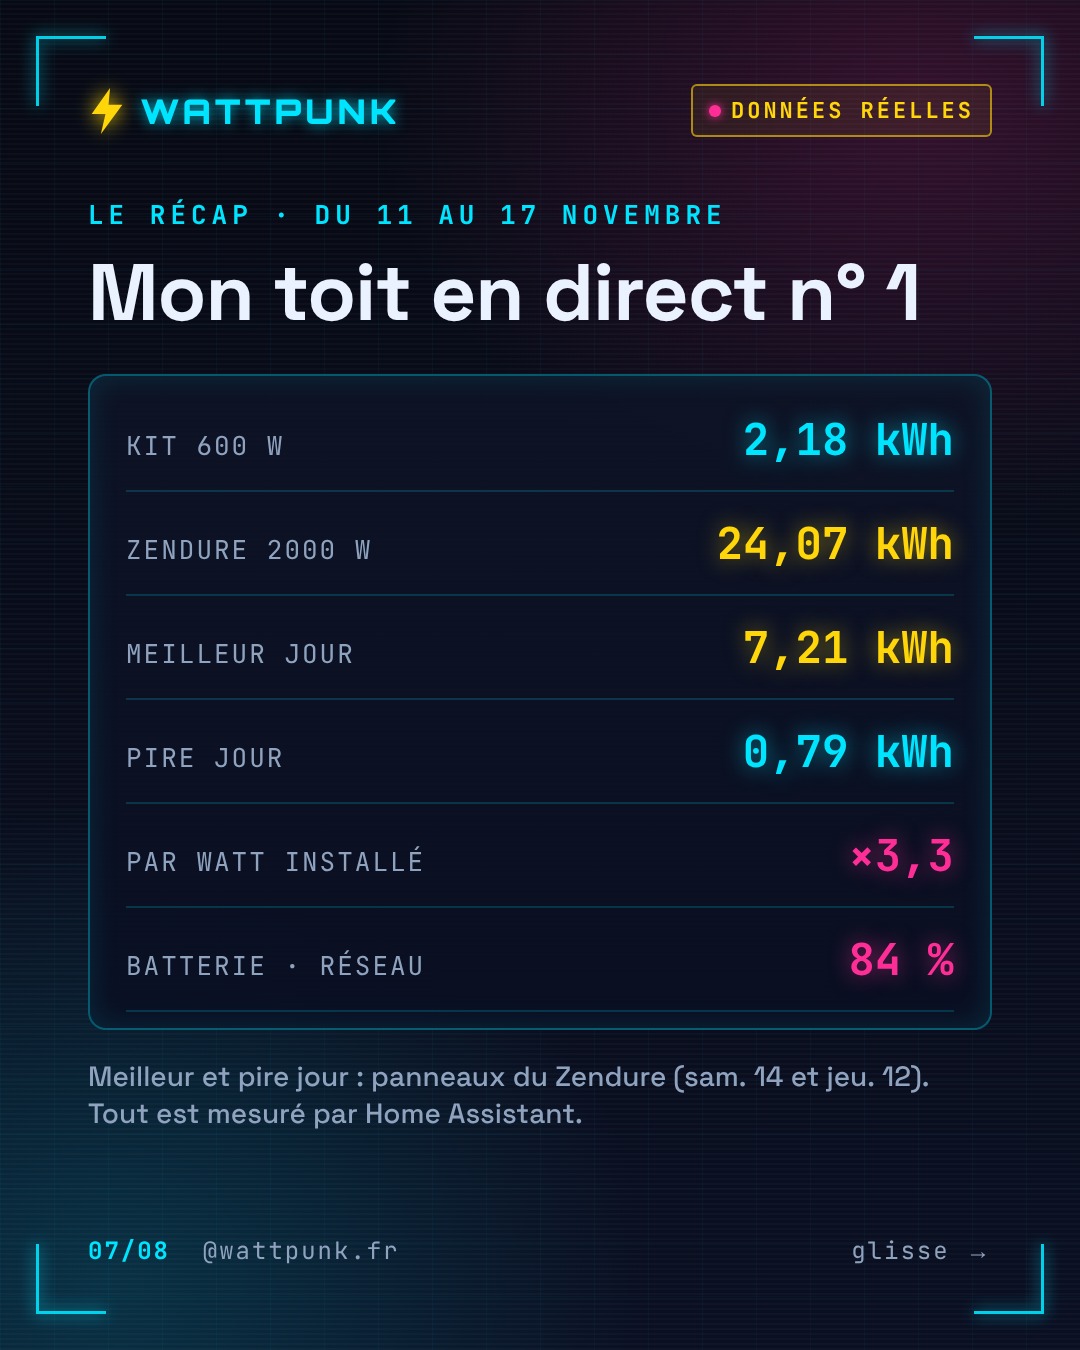 WATTPUNK
DONNÉES RÉELLES
LE RÉCAP · DU 11 AU 17 NOVEMBRE
Mon toit en direct n° 1
KIT 600 W 2,18 kWh
ZENDURE 2000 W 24,07 kWh
MEILLEUR JOUR 7,21 kWh
PIRE JOUR 0,79 kWh
PAR WATT INSTALLÉ ×3,3
BATTERIE · RÉSEAU 84 %
Meilleur et pire jour : panneaux du Zendure (sam. 14 et jeu. 12).
Tout est mesuré par Home Assistant.
07/08 @wattpunk.fr glisse →